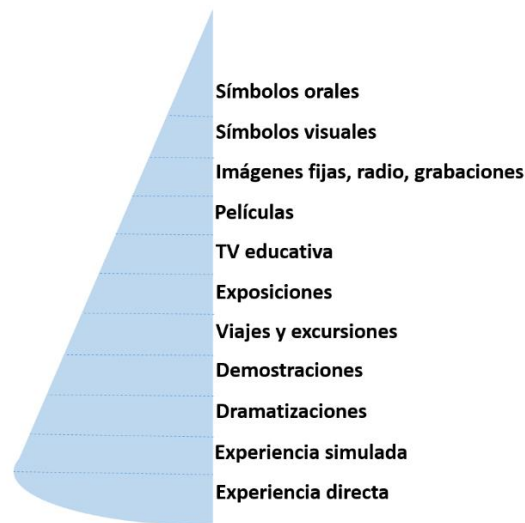 Símbolos orales
Símbolos visuales
Imágenes fijas, radio, grabaciones
Películas
TV educativa
Exposiciones
Viajes y excursiones
Demostraciones
Dramatizaciones
Experiencia simulada
Experiencia directa